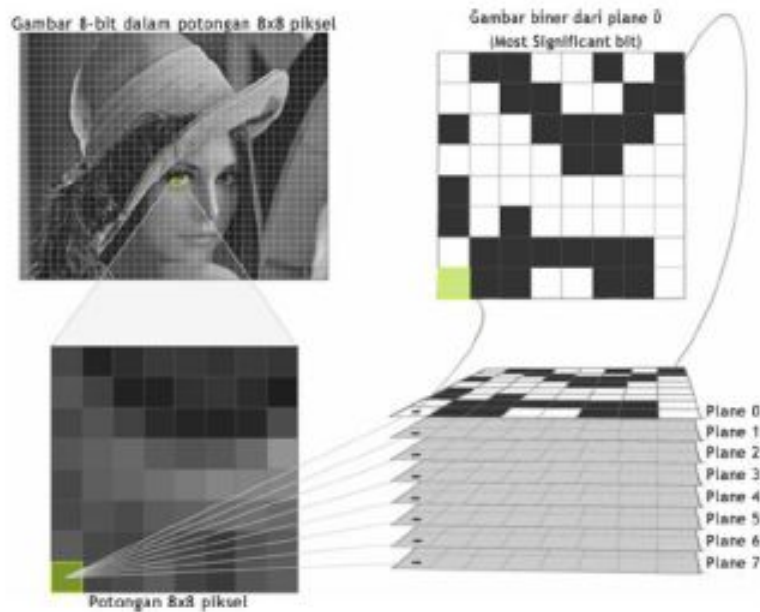 Gambar 8-bit dalam potongan 8x8 piksel
Gambar biner dari plane 0
(Most Significant bit)
Plane 0
Plane 1
Plane 2
Plane 3
Plane 4
Plane 5
Plane 6
Plane 7
Potongan 8x8 piksel